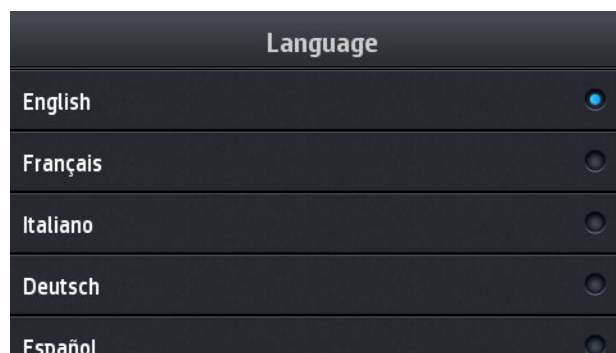 Language
English
Français
Italiano
Deutsch
Español